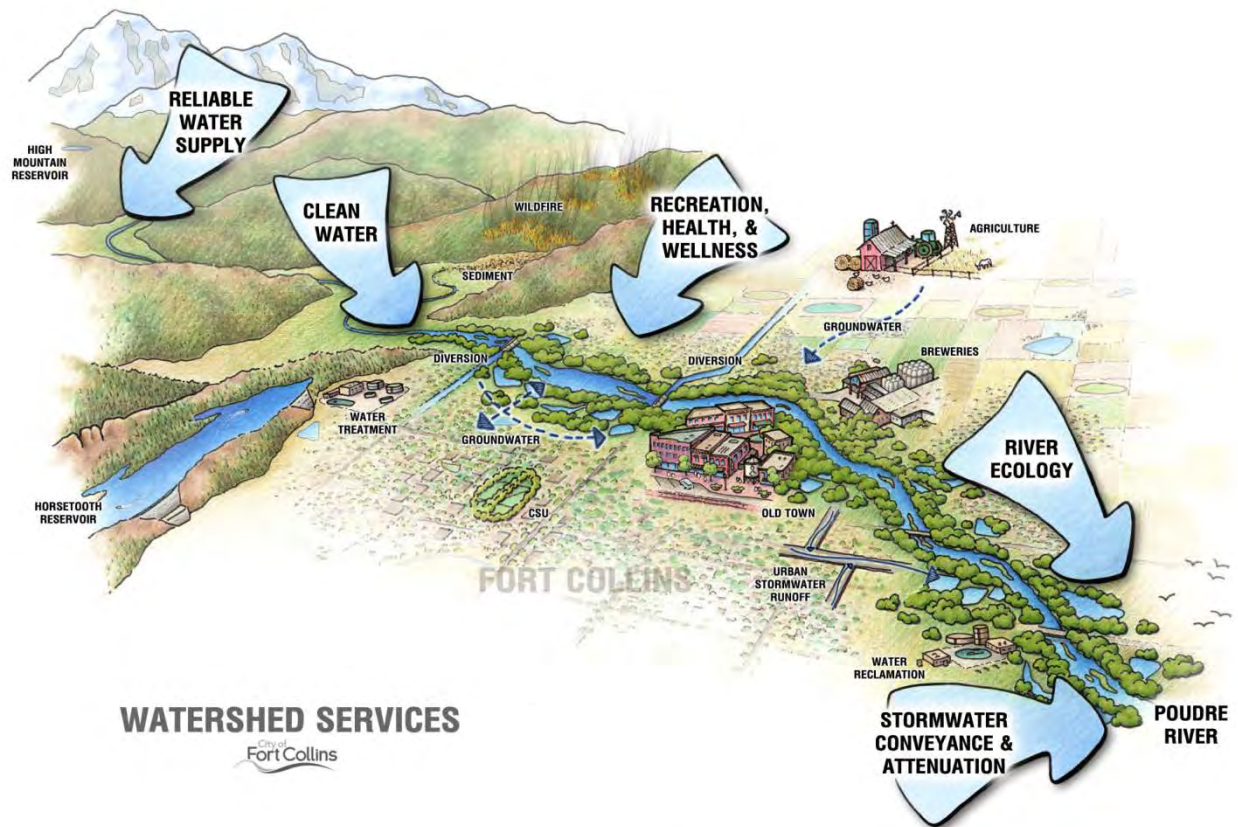 RELIABLE
WATER
SUPPLY
HIGH
MOUNTAIN
RESERVOIR
CLEAN
WATER
WILDFIRE
RECREATION,
HEALTH, &
WELLNESS
AGRICULTURE
SEDIMENT
GROUNDWATER
DIVERSION
DIVERSION
BREWERIES
WATER
TREATMENT
GROUNDWATER
RIVER
ECOLOGY
HORSETOOTH
RESERVOIR
CSU
OLD TOWN
FORT COLLINS
URBAN
STORMWATER
RUNOFF
WATER
RECLAMATION
WATERSHED SERVICES
City of
Fort Collins
STORMWATER
CONVEYANCE &
ATTENUATION
POUDRE
RIVER